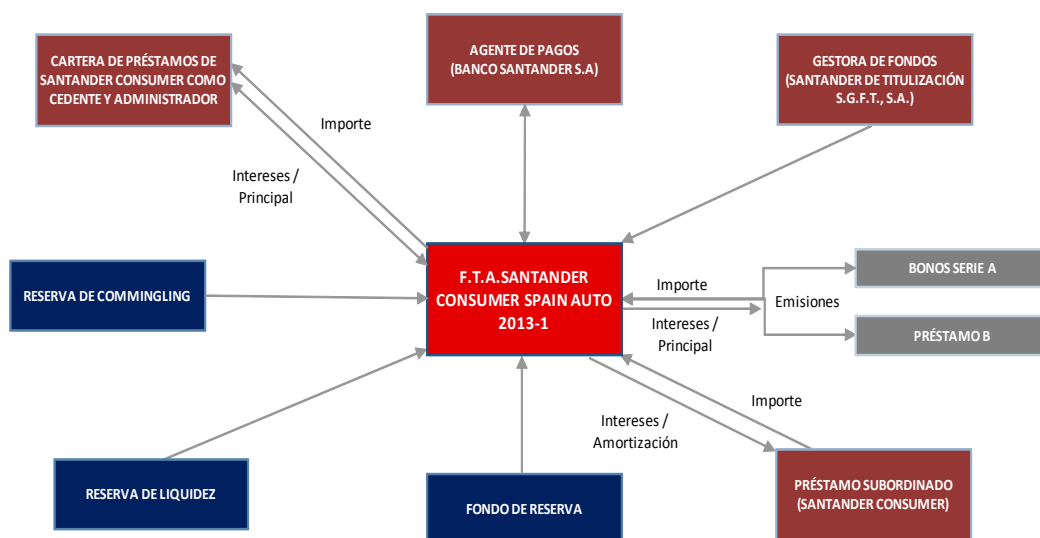 CARTERA DE PRÉSTAMOS DE
SANTANDER CONSUMER COMO
CEDENTE Y ADMINISTRADOR
AGENTE DE PAGOS
(BANCO SANTANDER S.A)
GESTORA DE FONDOS
(SANTANDER DE TITULIZACIÓN
S.G.F.T., S.A.)
Importe
Intereses /
Principal
RESERVA DE COMMINGLING
F.T.A.SANTANDER
CONSUMER SPAIN AUTO
2013-1
Importe
Intereses /
Principal
Emisiones
BONOS SERIE A
PRÉSTAMO B
Importe
Intereses /
Amortización
RESERVA DE LIQUIDEZ
FONDO DE RESERVA
PRÉSTAMO SUBORDINADO
(SANTANDER CONSUMER)